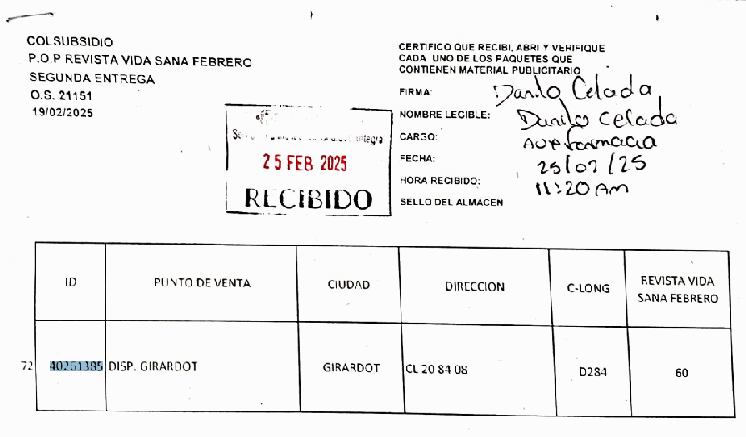 COLSUBSIDIO
P.O.P REVISTA VIDA SANA FEBRERO
SEGUNDA ENTREGA
O.S. 21151
19/02/2025
CERTIFICO QUE RECIBI, ABRI Y VERIFIQUE
CADA UNO DE LOS PAQUETES QUE
CONTIENEN MATERIAL PUBLICITARIO
FIRMA: Danilo Celada
NOMBRE LEGIBLE: Danilo Celada
CARGO:
FECHA: 25/02/25
HORA RECIBIDO: 11:20 Am
SELLO DEL ALMACEN
Integra
25 FEB 2025
RECIBIDO
ID PUNTO DE VENTA CIUDAD DIRECCION C-LONG REVISTA VIDA
SANA FEBRERO
72 40251385 DISP. GIRARDOT GIRARDOT CL 20 84 08 D284 60